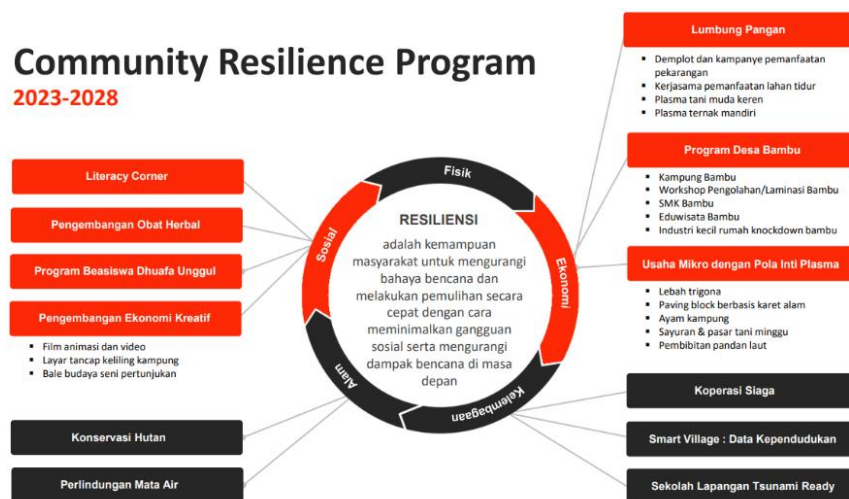 Community Resilience Program
2023-2028
Literacy Corner
Pengembangan Obat Herbal
Program Beasiswa Dhuafa Unggul
Pengembangan Ekonomi Kreatif
▪ Film animasi dan video
▪ Layar tancap keliling kampung
▪ Bale budaya seni pertunjukan
Konservasi Hutan
Perlindungan Mata Air
Fisik
Sosial
Ekonomi
Alam
Kelembagaan
RESILIENSI
adalah kemampuan
masyarakat untuk mengurangi
bahaya bencana dan
melakukan pemulihan secara
cepat dengan cara
meminimalkan gangguan
sosial serta mengurangi
dampak bencana di masa
depan
Lumbung Pangan
▪ Demplot dan kampanye pemanfaatan
pekarangan
▪ Kerjasama pemanfaatan lahan tidur
▪ Plasma tani muda keren
▪ Plasma ternak mandiri
Program Desa Bambu
▪ Kampung Bambu
▪ Workshop Pengolahan/Laminasi Bambu
▪ SMK Bambu
▪ Eduwisata Bambu
▪ Industri kecil rumah knockdown bambu
Usaha Mikro dengan Pola Inti Plasma
▪ Lebah trigona
▪ Paving block berbasis karet alam
▪ Ayam kampung
▪ Sayuran & pasar tani minggu
▪ Pembibitan pandan laut
Koperasi Siaga
Smart Village : Data Kependudukan
Sekolah Lapangan Tsunami Ready